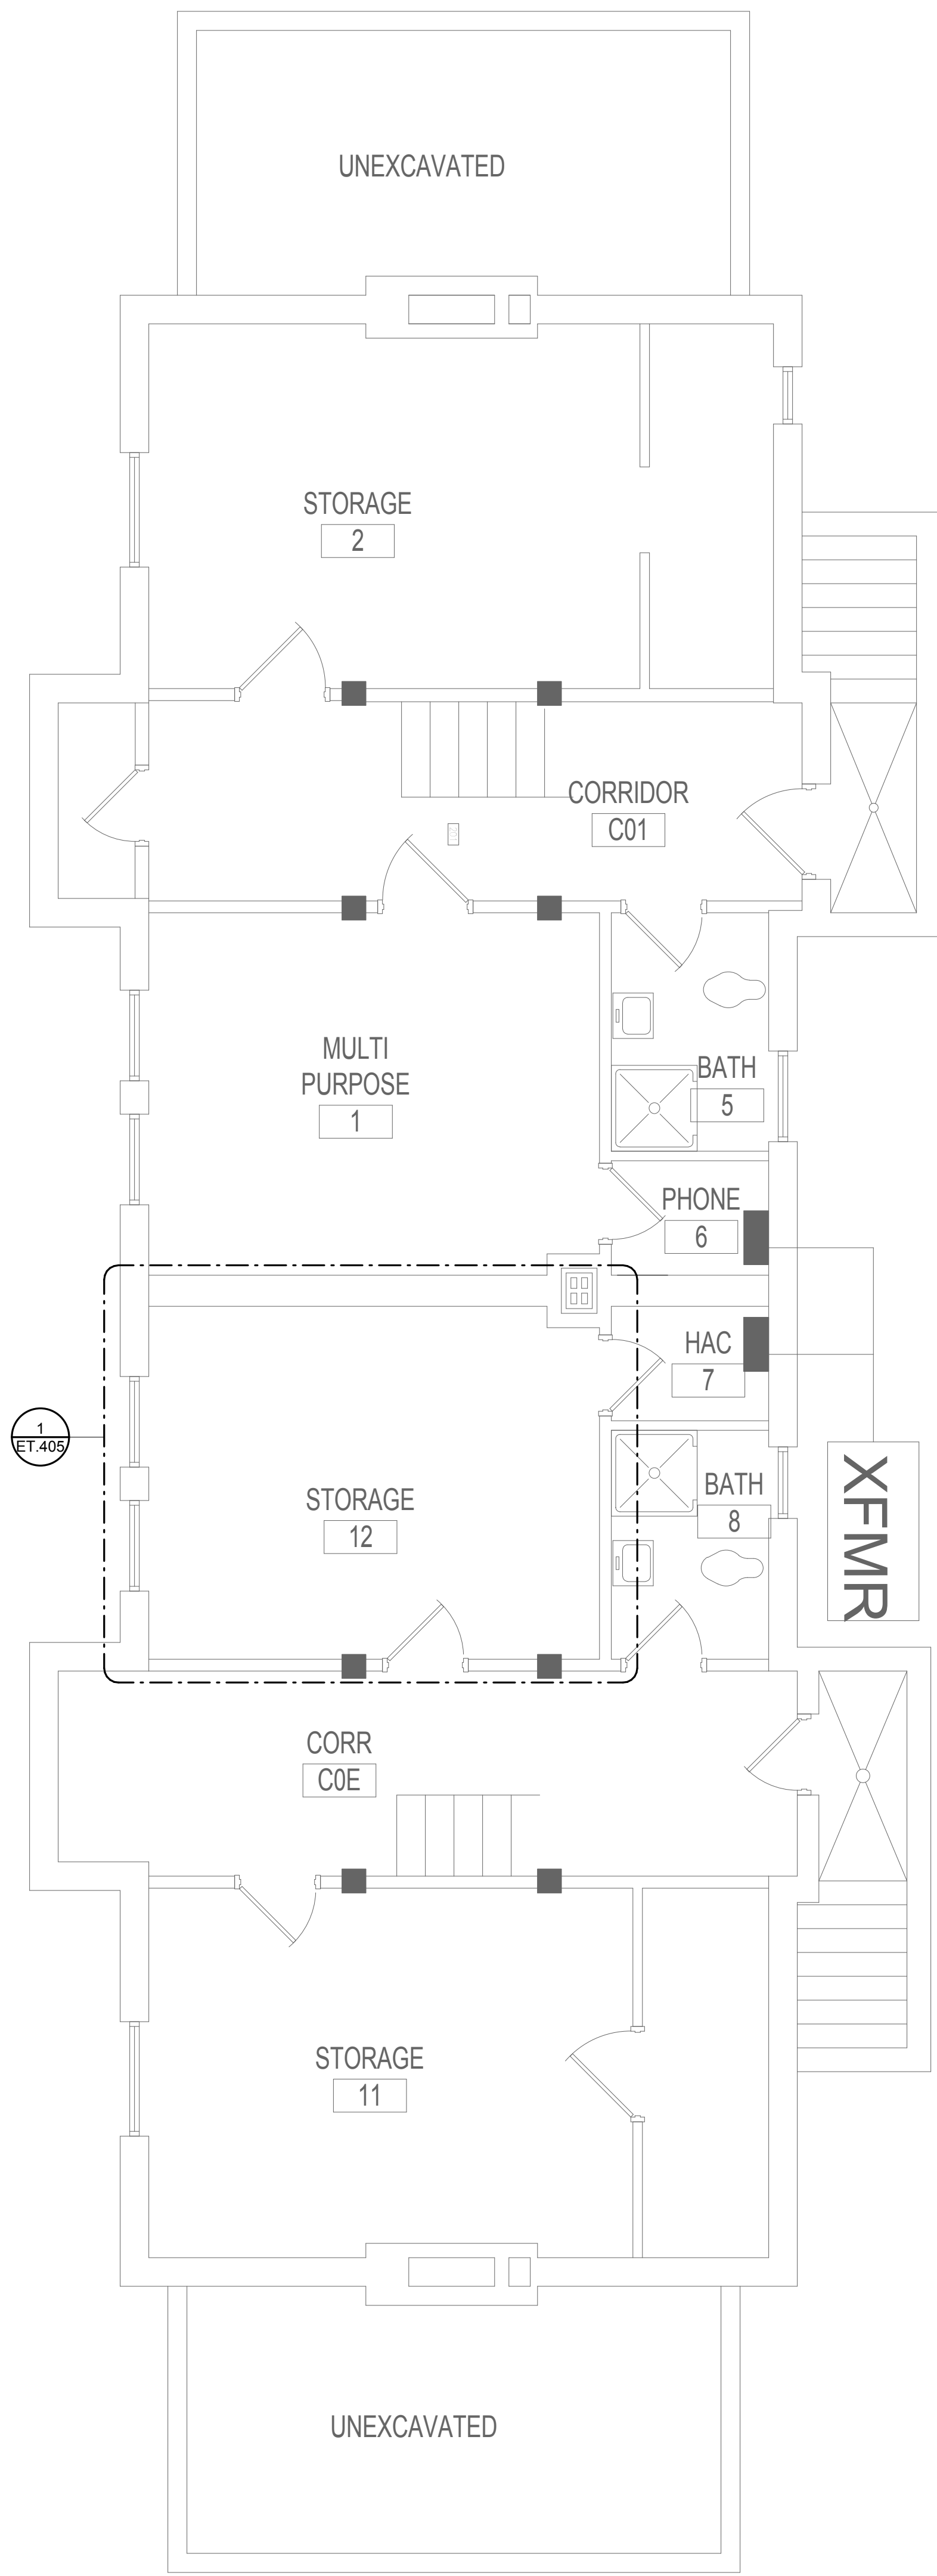 UNEXCAVATED
STORAGE
2
CORRIDOR
C01
MULTI
PURPOSE
1
BATH
5
PHONE
6
HAC
7
1
ET.405
XFMR
BATH
8
STORAGE
12
CORR
C0E
STORAGE
11
UNEXCAVATED